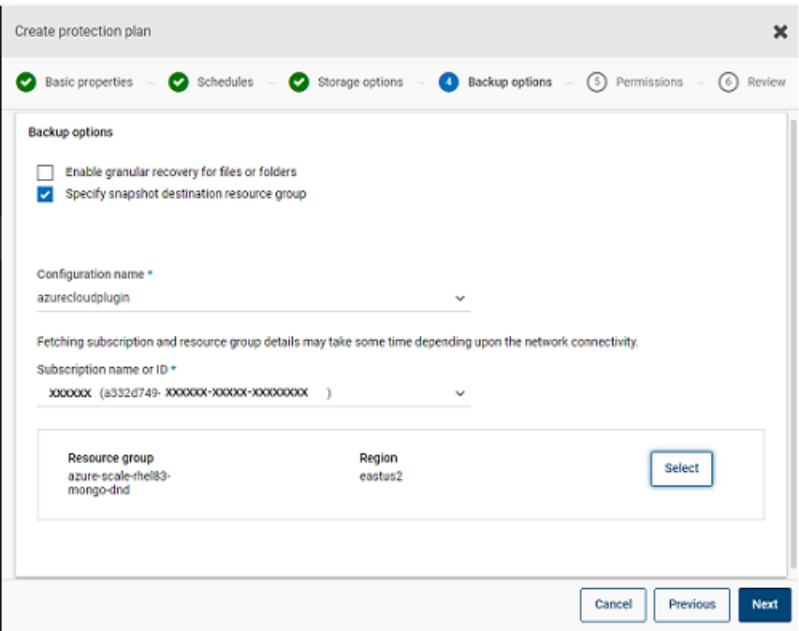 Create protection plan
Basic properties – Schedules – Storage options – 4 Backup options – 5 Permissions – 6 Review
Backup options
Enable granular recovery for files or folders
Specify snapshot destination resource group
Configuration name *
azurecloudplugin
Fetching subscription and resource group details may take some time depending upon the network connectivity.
Subscription name or ID *
XXXXXX (a332d749- XXXXXX-XXXXX-XXXXXXXX )
Resource group Region
azure-scale-rhel83- eastus2
mongo-dnd
Select
Cancel Previous Next